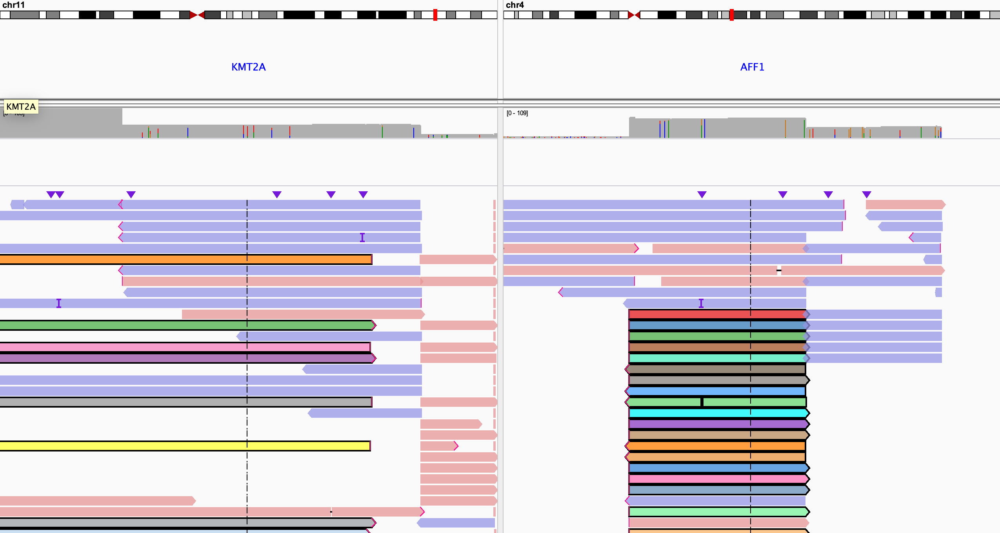 chr11
chr4
KMT2A
AFF1
KMT2A
[0 - 109]